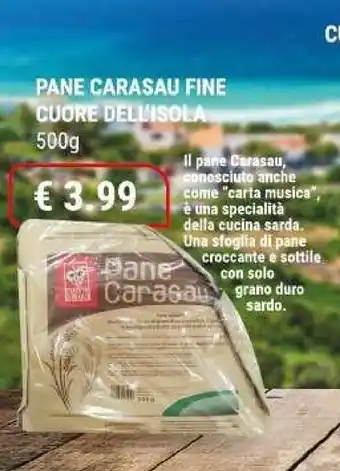 CU
PANE CARASAU FINE
CUORE DELL'ISOLA
500g
€ 3.99
Il pane Carasau,
conosciuto anche
come "carta musica",
è una specialità
della cucina sarda.
Una sfoglia di pane
croccante e sottile
con solo
grano duro
sardo.
Pane
Carasau